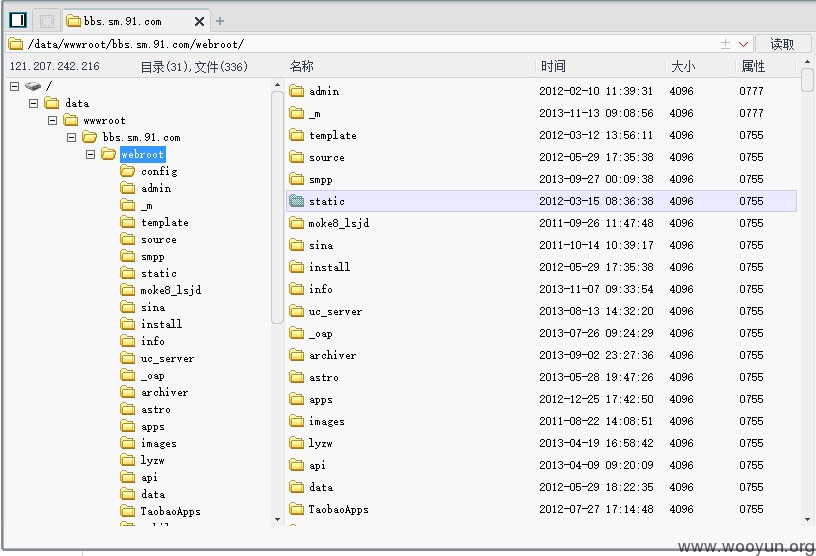 bbs.sm.91.com
/data/wwwroot/bbs.sm.91.com/webroot/ 读取
121.207.242.216 目录(31),文件(336) 名称 时间 大小 属性
/
data
wwwroot
bbs.sm.91.com
webroot
config
admin
_m
template
source
smpp
static
moke8_lsjd
sina
install
info
uc_server
_oap
archiver
astro
apps
images
lyzw
api
data
TaobaoApps
admin 2012-02-10 11:39:31 4096 0777
_m 2013-11-13 09:08:56 4096 0777
template 2012-03-12 13:56:11 4096 0755
source 2012-05-29 17:35:38 4096 0755
smpp 2013-09-27 00:09:38 4096 0755
static 2012-03-15 08:36:38 4096 0755
moke8_lsjd 2011-09-26 11:47:48 4096 0755
sina 2011-10-14 10:39:17 4096 0755
install 2012-05-29 17:35:38 4096 0755
info 2013-11-07 09:33:54 4096 0755
uc_server 2013-08-13 14:32:20 4096 0755
_oap 2013-07-26 09:24:29 4096 0755
archiver 2013-09-02 23:27:36 4096 0755
astro 2013-05-28 19:47:26 4096 0755
apps 2012-12-25 17:42:50 4096 0755
images 2011-08-22 14:08:51 4096 0755
lyzw 2013-04-19 16:58:42 4096 0755
api 2013-04-09 09:20:09 4096 0755
data 2012-05-29 18:22:35 4096 0755
TaobaoApps 2012-07-27 17:14:48 4096 0755
www.wooyun.org